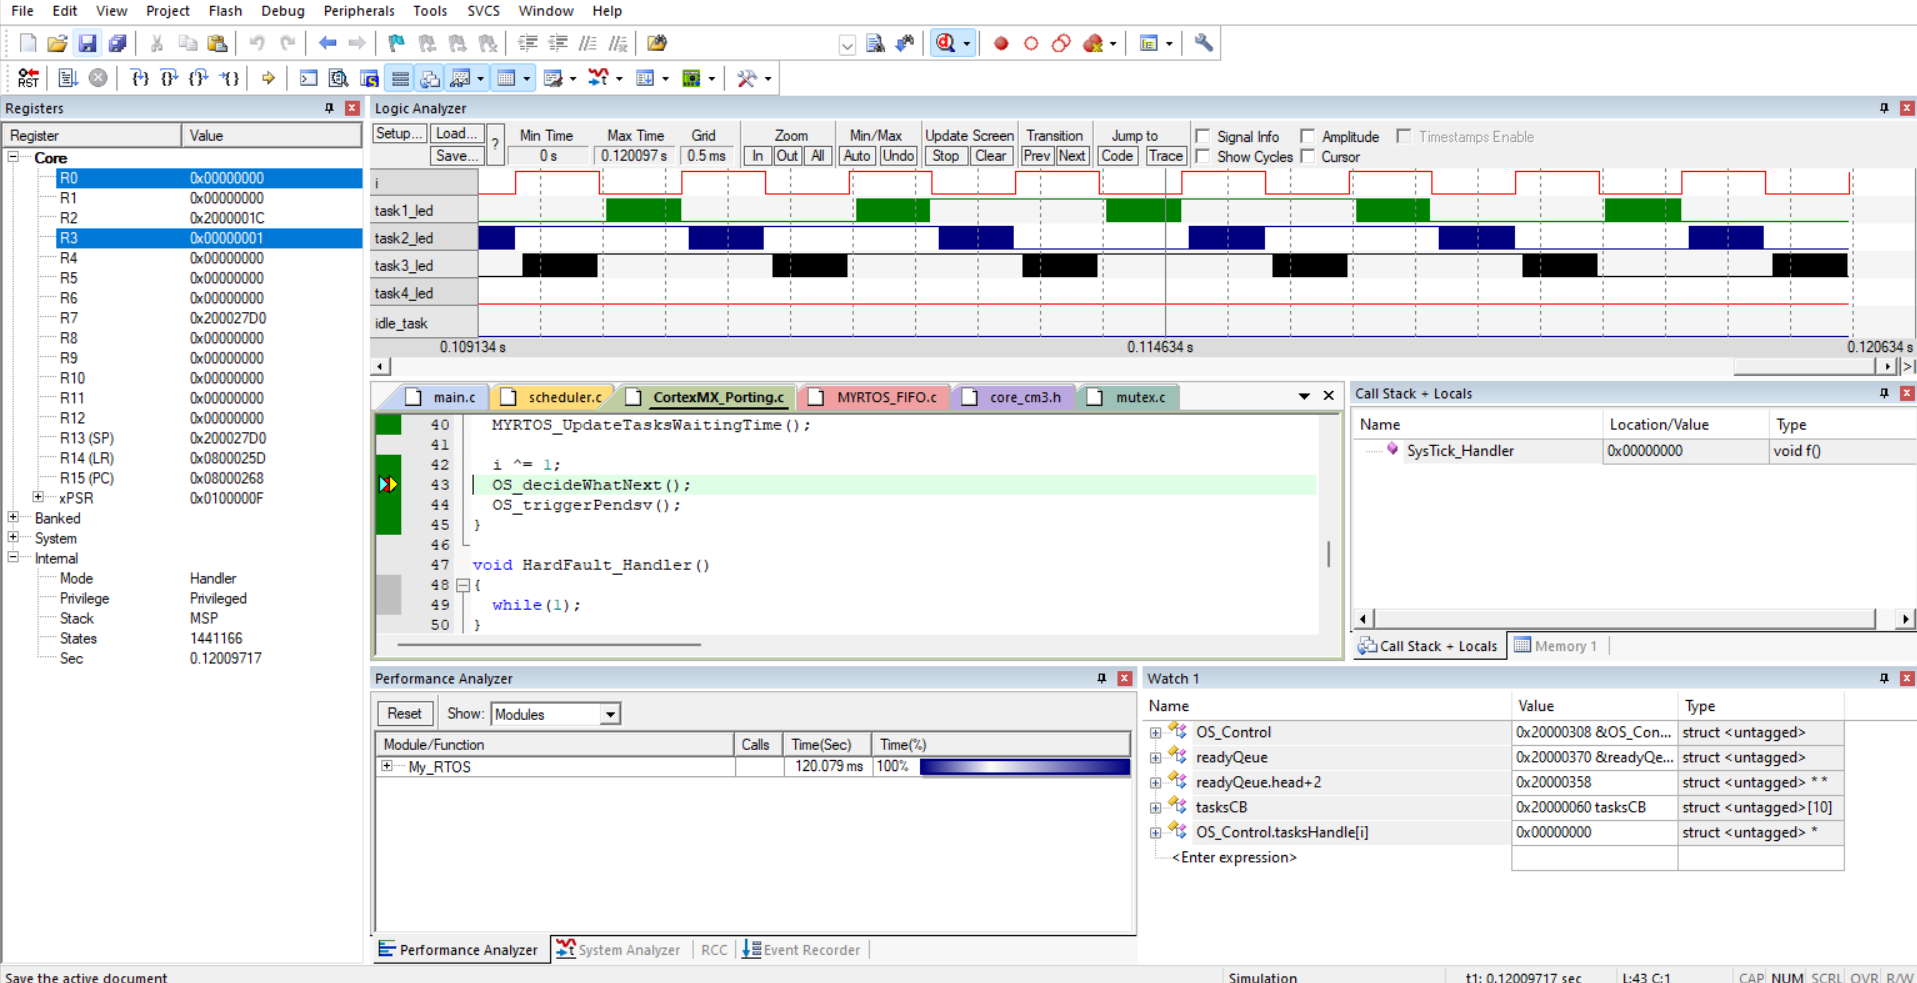 File Edit View Project Flash Debug Peripherals Tools SVCS Window Help
RST
Registers
Register Value
Core
R0 0x00000000
R1 0x00000000
R2 0x2000001C
R3 0x00000001
R4 0x00000000
R5 0x00000000
R6 0x00000000
R7 0x200027D0
R8 0x00000000
R9 0x00000000
R10 0x00000000
R11 0x00000000
R12 0x00000000
R13 (SP) 0x200027D0
R14 (LR) 0x0800025D
R15 (PC) 0x08000268
xPSR 0x0100000F
Banked
System
Internal
Mode Handler
Privilege Privileged
Stack MSP
States 1441166
Sec 0.12009717
Logic Analyzer
Setup... Load... ? Min Time Max Time Grid Zoom Min/Max Update Screen Transition Jump to Signal Info Amplitude Timestamps Enable
Save... 0 s 0.120097 s 0.5 ms In Out All Auto Undo Stop Clear Prev Next Code Trace Show Cycles Cursor
i
task1_led
task2_led
task3_led
task4_led
idle_task
0.109134 s 0.114634 s 0.120634 s
main.c scheduler.c CortexMX_Porting.c MYRTOS_FIFO.c core_cm3.h mutex.c
40 MYRTOS_UpdateTasksWaitingTime();
41
42 i ^= 1;
43 OS_decideWhatNext();
44 OS_triggerPendsv();
45 }
46
47 void HardFault_Handler()
48 {
49 while(1);
50 }
Call Stack + Locals
Name Location/Value Type
SysTick_Handler 0x00000000 void f()
Call Stack + Locals Memory 1
Performance Analyzer
Reset Show: Modules
Module/Function Calls Time(Sec) Time(%)
My_RTOS 120.079 ms 100%
Performance Analyzer System Analyzer RCC Event Recorder
Watch 1
Name Value Type
OS_Control 0x20000308 &OS_Con... struct <untagged>
readyQeue 0x20000370 &readyQe... struct <untagged>
readyQeue.head+2 0x20000358 struct <untagged> * *
tasksCB 0x20000060 tasksCB struct <untagged>[10]
OS_Control.tasksHandle[i] 0x00000000 struct <untagged> *
<Enter expression>
Save the active document Simulation t1: 0.12009717 sec L:43 C:1 CAP NUM SCRL OVR R/W